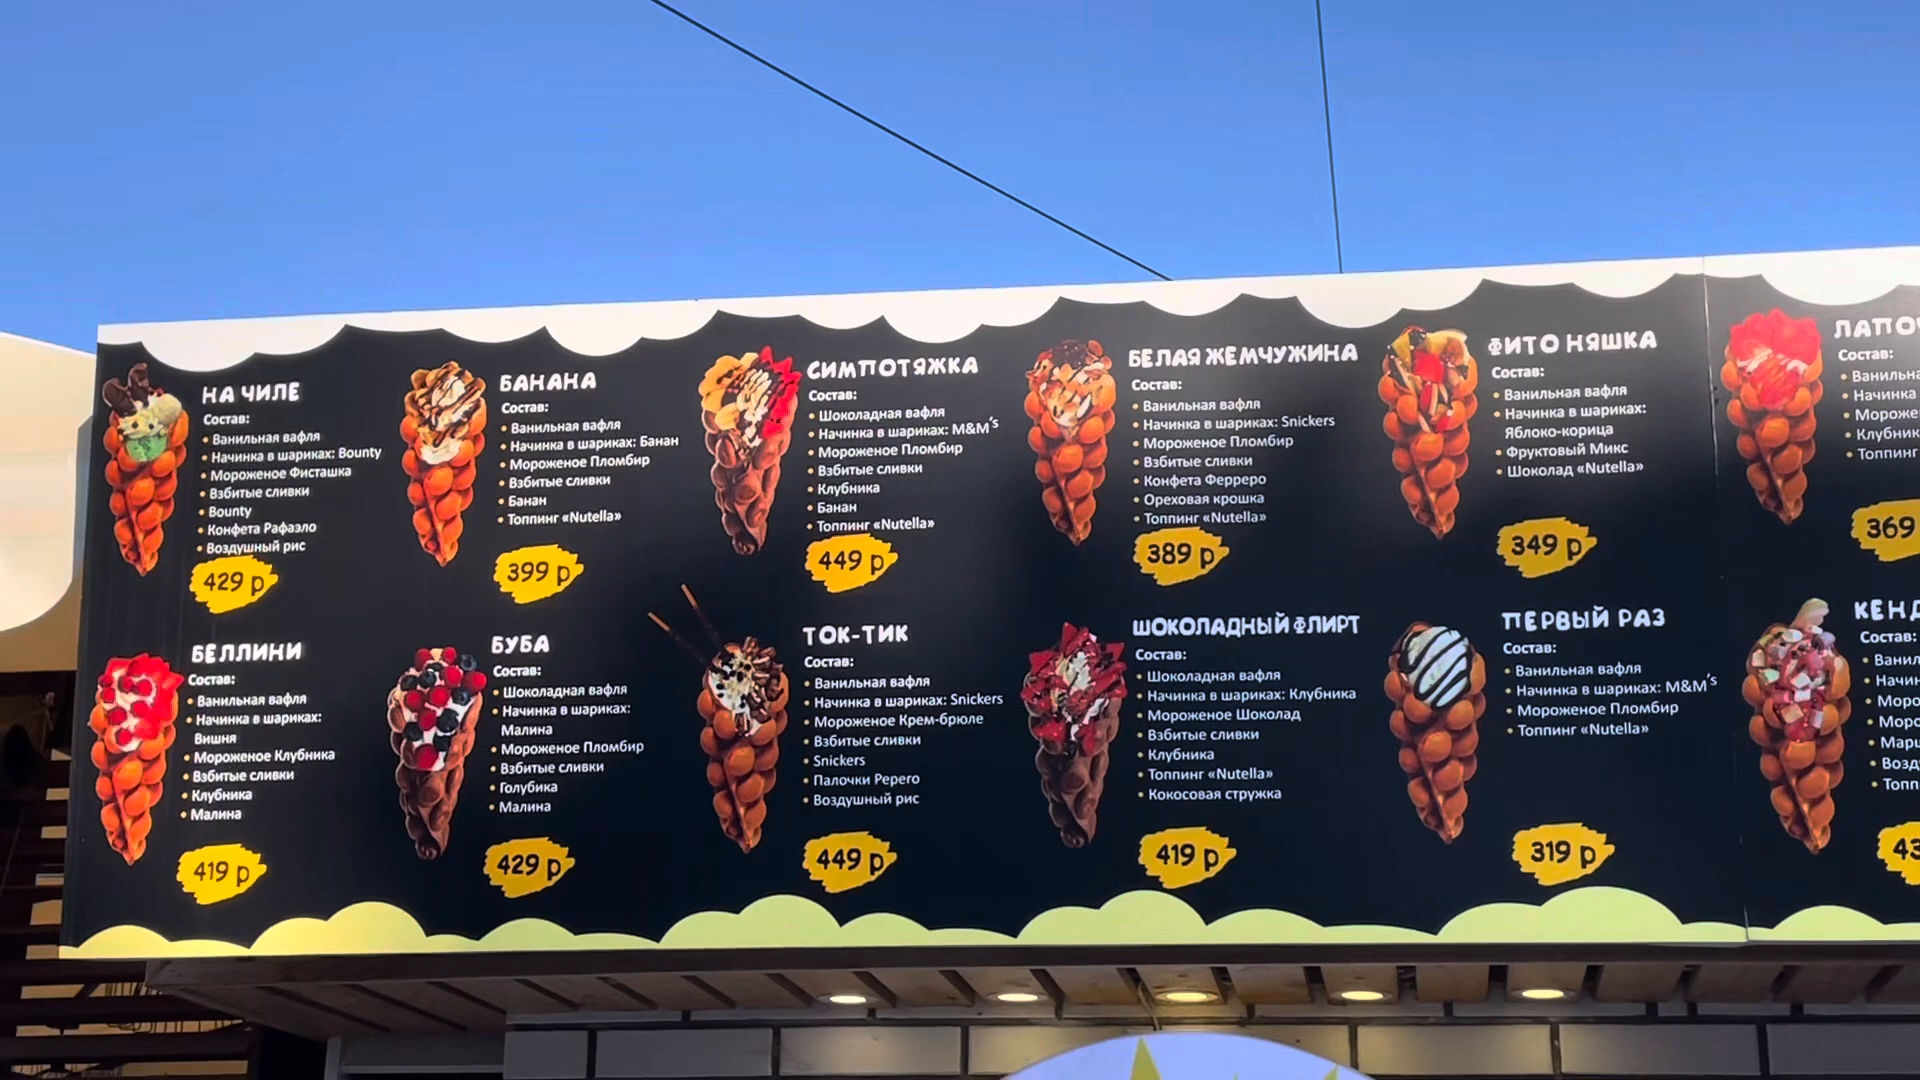 НА ЧИЛЕ
Состав:
• Ванильная вафля
• Начинка в шариках: Bounty
• Мороженое Фисташка
• Взбитые сливки
• Bounty
• Конфета Рафаэло
• Воздушный рис
429 р
БАНАНА
Состав:
• Ванильная вафля
• Начинка в шариках: Банан
• Мороженое Пломбир
• Взбитые сливки
• Банан
• Топпинг «Nutella»
399 р
СИМПОТЯЖКА
Состав:
• Шоколадная вафля
• Начинка в шариках: M&M's
• Мороженое Пломбир
• Взбитые сливки
• Клубника
• Банан
• Топпинг «Nutella»
449 р
БЕЛАЯ ЖЕМЧУЖИНА
Состав:
• Ванильная вафля
• Начинка в шариках: Snickers
• Мороженое Пломбир
• Взбитые сливки
• Конфета Ферреро
• Ореховая крошка
• Топпинг «Nutella»
389 р
ФИТО НЯШКА
Состав:
• Ванильная вафля
• Начинка в шариках:
Яблоко-корица
• Фруктовый Микс
• Шоколад «Nutella»
349 р
Состав:
• Начинка
• Топпинг
369
БЕЛЛИНИ
Состав:
• Ванильная вафля
• Начинка в шариках:
Вишня
• Мороженое Клубника
• Взбитые сливки
• Клубника
• Малина
419 р
БУБА
Состав:
• Шоколадная вафля
• Начинка в шариках:
Малина
• Мороженое Пломбир
• Взбитые сливки
• Голубика
• Малина
429 р
ТОК-ТИК
Состав:
• Ванильная вафля
• Начинка в шариках: Snickers
• Мороженое Крем-брюле
• Взбитые сливки
• Snickers
• Палочки Pepero
• Воздушный рис
449 р
ШОКОЛАДНЫЙ ФЛИРТ
Состав:
• Шоколадная вафля
• Начинка в шариках: Клубника
• Мороженое Шоколад
• Взбитые сливки
• Клубника
• Топпинг «Nutella»
• Кокосовая стружка
419 р
ПЕРВЫЙ РАЗ
Состав:
• Ванильная вафля
• Начинка в шариках: M&M's
• Мороженое Пломбир
• Топпинг «Nutella»
319 р
Состав: